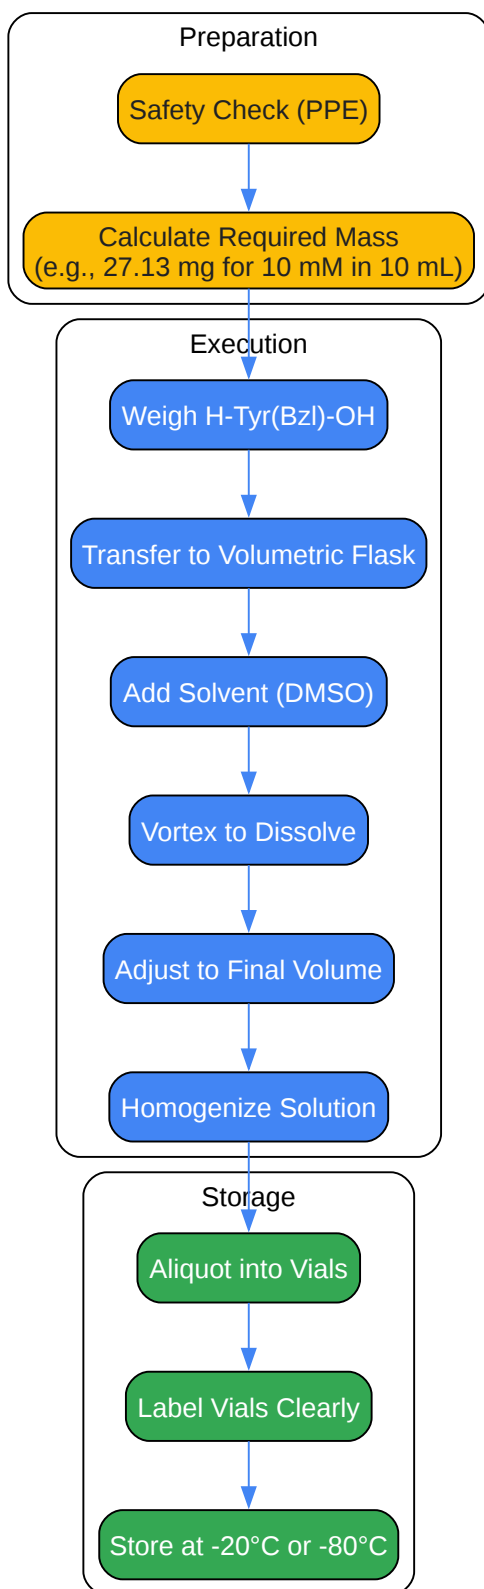 Preparation
Safety Check (PPE)
Calculate Required Mass
(e.g., 27.13 mg for 10 mM in 10 mL)
Execution
Weigh H-Tyr(Bzl)-OH
Transfer to Volumetric Flask
Add Solvent (DMSO)
Vortex to Dissolve
Adjust to Final Volume
Homogenize Solution
Storage
Aliquot into Vials
Label Vials Clearly
Store at -20°C or -80°C